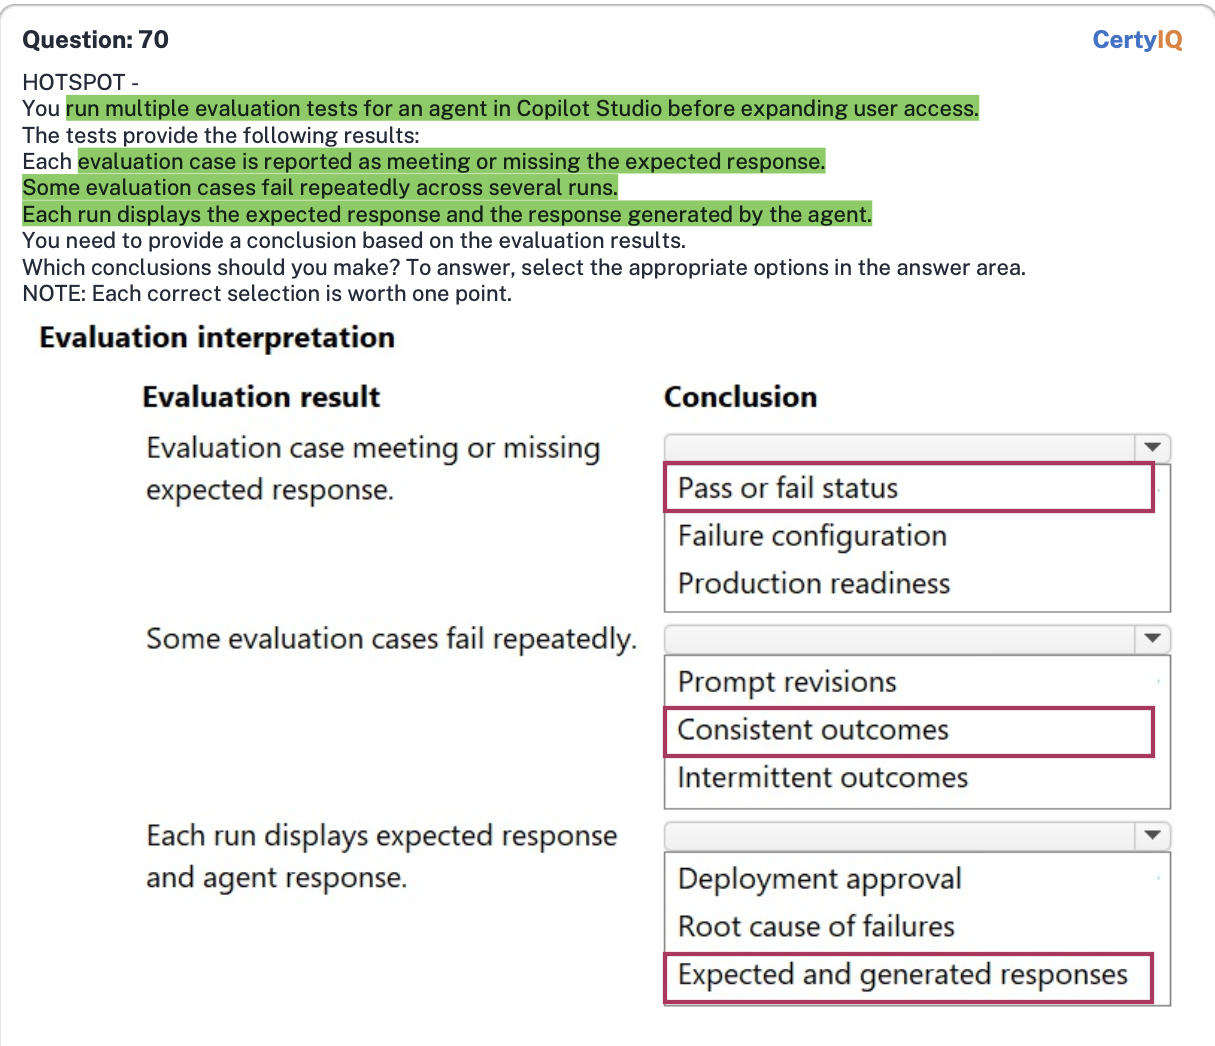 Question: 70
CertyIQ
HOTSPOT -
You run multiple evaluation tests for an agent in Copilot Studio before expanding user access.
The tests provide the following results:
Each evaluation case is reported as meeting or missing the expected response.
Some evaluation cases fail repeatedly across several runs.
Each run displays the expected response and the response generated by the agent.
You need to provide a conclusion based on the evaluation results.
Which conclusions should you make? To answer, select the appropriate options in the answer area.
NOTE: Each correct selection is worth one point.
Evaluation interpretation
Evaluation result
Conclusion
Evaluation case meeting or missing
expected response.
Pass or fail status
Failure configuration
Production readiness
Some evaluation cases fail repeatedly.
Prompt revisions
Consistent outcomes
Intermittent outcomes
Each run displays expected response
and agent response.
Deployment approval
Root cause of failures
Expected and generated responses